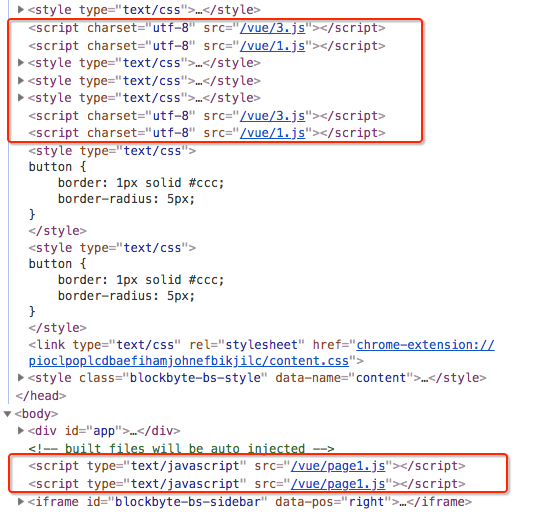 ▶<style type="text/css">…</style>
<script charset="utf-8" src="/vue/3.js"></script>
<script charset="utf-8" src="/vue/1.js"></script>
▶<style type="text/css">…</style>
▶<style type="text/css">…</style>
▶<style type="text/css">…</style>
<script charset="utf-8" src="/vue/3.js"></script>
<script charset="utf-8" src="/vue/1.js"></script>
<style type="text/css">
button {
    border: 1px solid #ccc;
    border-radius: 5px;
}
</style>
<style type="text/css">
button {
    border: 1px solid #ccc;
    border-radius: 5px;
}
</style>
<link type="text/css" rel="stylesheet" href="chrome-extension://
pioclpoplcdbaefihamjohnefbikjilc/content.css">
▶<style class="blockbyte-bs-style" data-name="content">…</style>
</head>
▼<body>
▶<div id="app">…</div>
<!-- built files will be auto injected -->
<script type="text/javascript" src="/vue/page1.js"></script>
<script type="text/javascript" src="/vue/page1.js"></script>
▶<iframe id="blockbyte-bs-sidebar" data-pos="right">…</iframe>